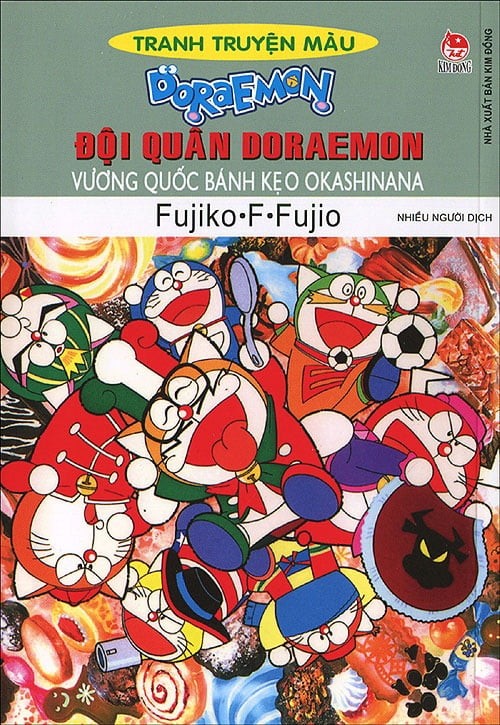 TRANH TRUYỆN MÀU
DORAEMON
ĐỘI QUÂN DORAEMON
VƯƠNG QUỐC BÁNH KẸO OKASHINANA
Fujiko•F•Fujio
NHIỀU NGƯỜI DỊCH
KIM ĐỒNG
NHÀ XUẤT BẢN KIM ĐỒNG